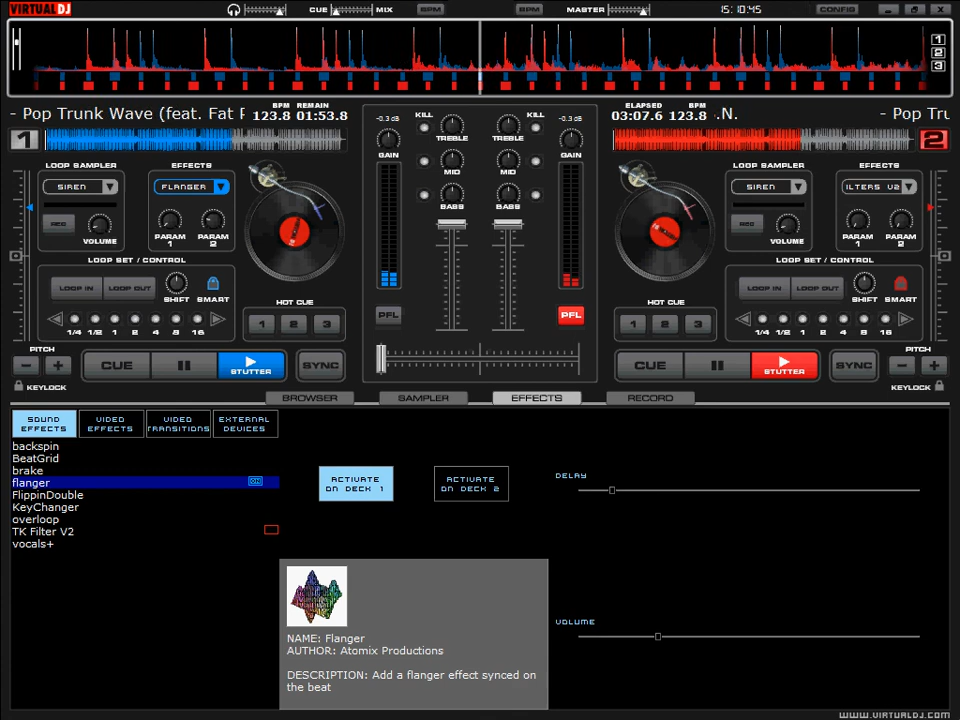 VIRTUAL DJ
CUE MIX BPM BPM MASTER 15:10:45 CONFIG
1
2
3
- Pop Trunk Wave (feat. Fat F
BPM REMAIN
123.8 01:53.8
ELAPSED BPM
03:07.6 123.8
.N.
- Pop Tru
1
2
-0.3 dB KILL KILL -0.3 dB
TREBLE TREBLE
GAIN GAIN
MID MID
BASS BASS
LOOP SAMPLER EFFECTS
SIREN FLANGER
REC VOLUME PARAM 1 PARAM 2
LOOP SET / CONTROL
LOOP IN LOOP OUT SHIFT SMART
1/4 1/2 1 2 4 8 16
HOT CUE
1 2 3
PFL PFL
LOOP SAMPLER EFFECTS
SIREN ILTERS V2
REC VOLUME PARAM 1 PARAM 2
LOOP SET / CONTROL
LOOP IN LOOP OUT SHIFT SMART
1/4 1/2 1 2 4 8 16
HOT CUE
1 2 3
PITCH PITCH
- + CUE STUTTER SYNC
CUE STUTTER SYNC - +
KEYLOCK KEYLOCK
BROWSER SAMPLER EFFECTS RECORD
SOUND EFFECTS VIDEO EFFECTS VIDEO TRANSITIONS EXTERNAL DEVICES
backspin
BeatGrid
brake
flanger ON
FlippinDouble
KeyChanger
overloop
TK Filter V2
vocals+
ACTIVATE ON DECK 1
ACTIVATE ON DECK 2
DELAY
VOLUME
NAME: Flanger
AUTHOR: Atomix Productions
DESCRIPTION: Add a flanger effect synced on
the beat
WWW.VIRTUALDJ.COM